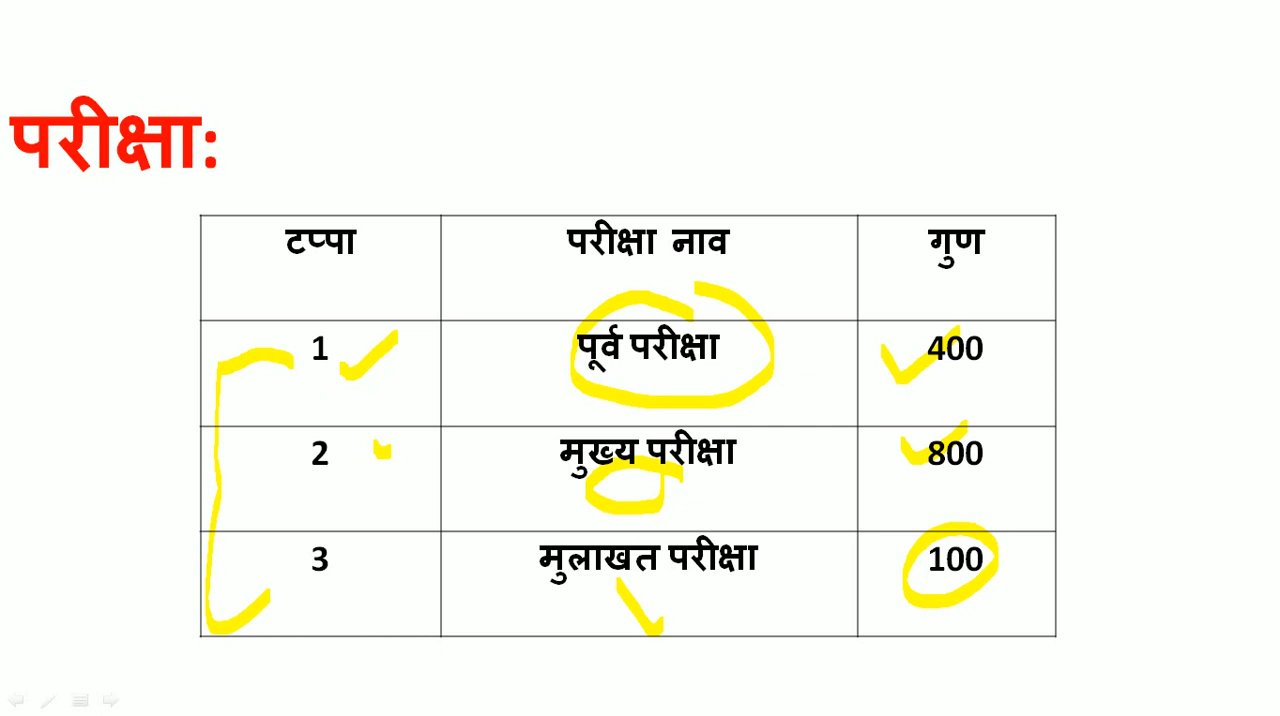 परीक्षा:
टप्पा परीक्षा नाव गुण
1 पूर्व परीक्षा 400
2 मुख्य परीक्षा 800
3 मुलाखत परीक्षा 100